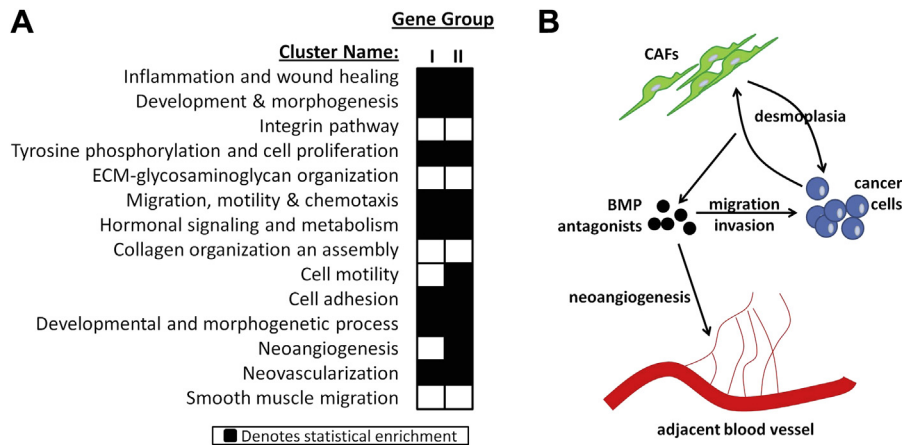 A
Gene Group
Cluster Name:
I II
Inflammation and wound healing
Development & morphogenesis
Integrin pathway
Tyrosine phosphorylation and cell proliferation
ECM-glycosaminoglycan organization
Migration, motility & chemotaxis
Hormonal signaling and metabolism
Collagen organization an assembly
Cell motility
Cell adhesion
Developmental and morphogenetic process
Neoangiogenesis
Neovascularization
Smooth muscle migration
Denotes statistical enrichment
B
CAFs
desmoplasia
cancer
cells
BMP
antagonists
migration
invasion
neoangiogenesis
adjacent blood vessel